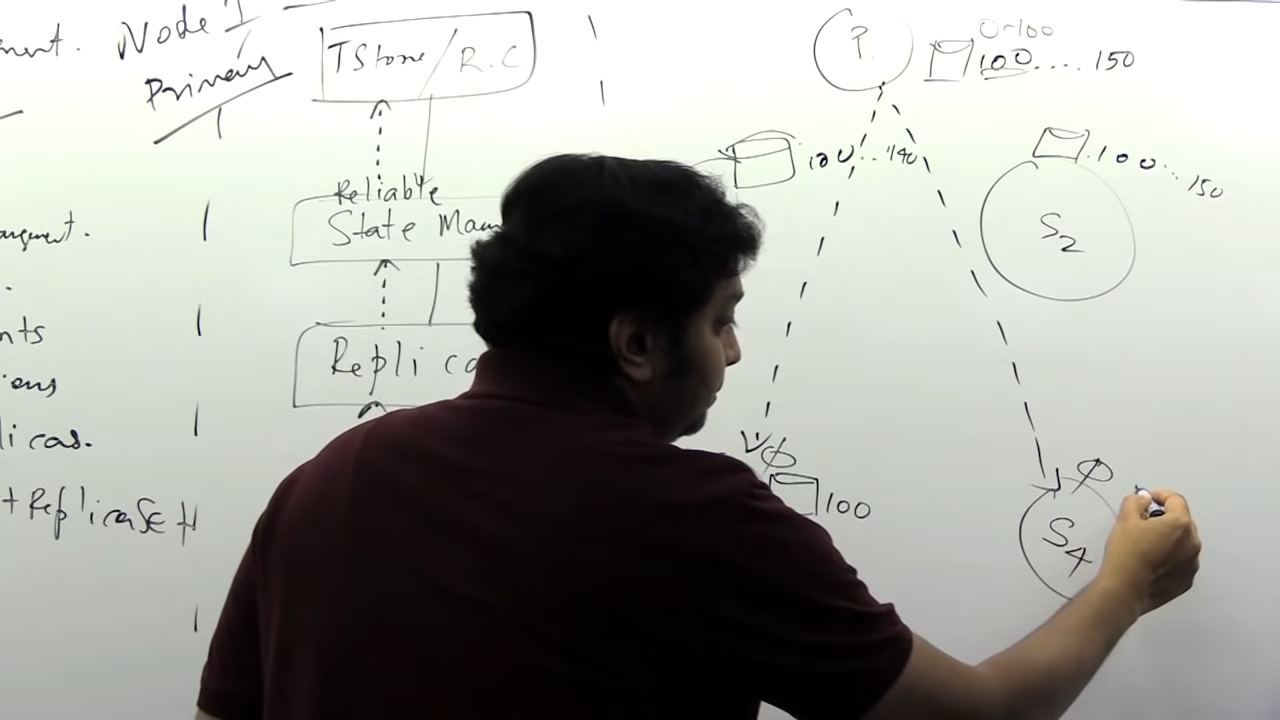 Node 1
Primary
TStore/R.C
Reliable
State Man
Replica
P.
0-100
100.... 150
100...140
100... 150
S2
ϕ
100
ϕ
S4
ment.
angement.
nts
ions
licas.
+ReplicaSet